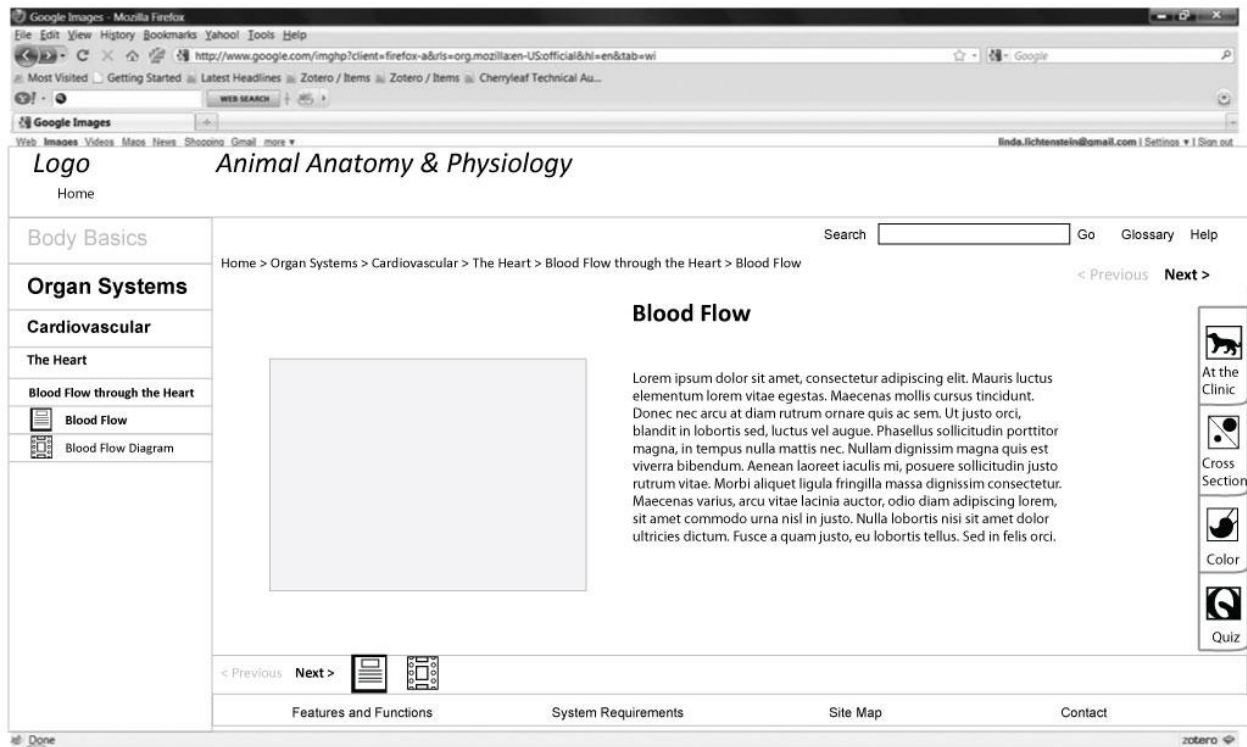 Google Images - Mozilla Firefox
File Edit View History Bookmarks Yahoo! Tools Help
http://www.google.com/imghp?client=firefox-a&rls=org.mozilla:en-US:official&hl=en&tab=wi
Google
Most Visited Getting Started Latest Headlines Zotero / Items Zotero / Items Cherryleaf Technical Au...
WEB SEARCH
Google Images
Web Images Videos Maps News Shopping Gmail more ▾
linda.lichtenstein@gmail.com | Settings ▾ | Sign out
Logo
Animal Anatomy & Physiology
Home
Body Basics
Organ Systems
Cardiovascular
The Heart
Blood Flow through the Heart
Blood Flow
Blood Flow Diagram
Search Go Glossary Help
Home > Organ Systems > Cardiovascular > The Heart > Blood Flow through the Heart > Blood Flow
< Previous Next >
Blood Flow
Lorem ipsum dolor sit amet, consectetur adipiscing elit. Mauris luctus
elementum lorem vitae egestas. Maecenas mollis cursus tincidunt.
Donec nec arcu at diam rutrum ornare quis ac sem. Ut justo orci,
blandit in lobortis sed, luctus vel augue. Phasellus sollicitudin porttitor
magna, in tempus nulla mattis nec. Nullam dignissim magna quis est
viverra bibendum. Aenean laoreet iaculis mi, posuere sollicitudin justo
rutrum vitae. Morbi aliquet ligula fringilla massa dignissim consectetur.
Maecenas varius, arcu vitae lacinia auctor, odio diam adipiscing lorem,
sit amet commodo urna nisl in justo. Nulla lobortis nisi sit amet dolor
ultricies dictum. Fusce a quam justo, eu lobortis tellus. Sed in felis orci.
At the
Clinic
Cross
Section
Color
Quiz
< Previous Next >
Features and Functions System Requirements Site Map Contact
Done
zotero